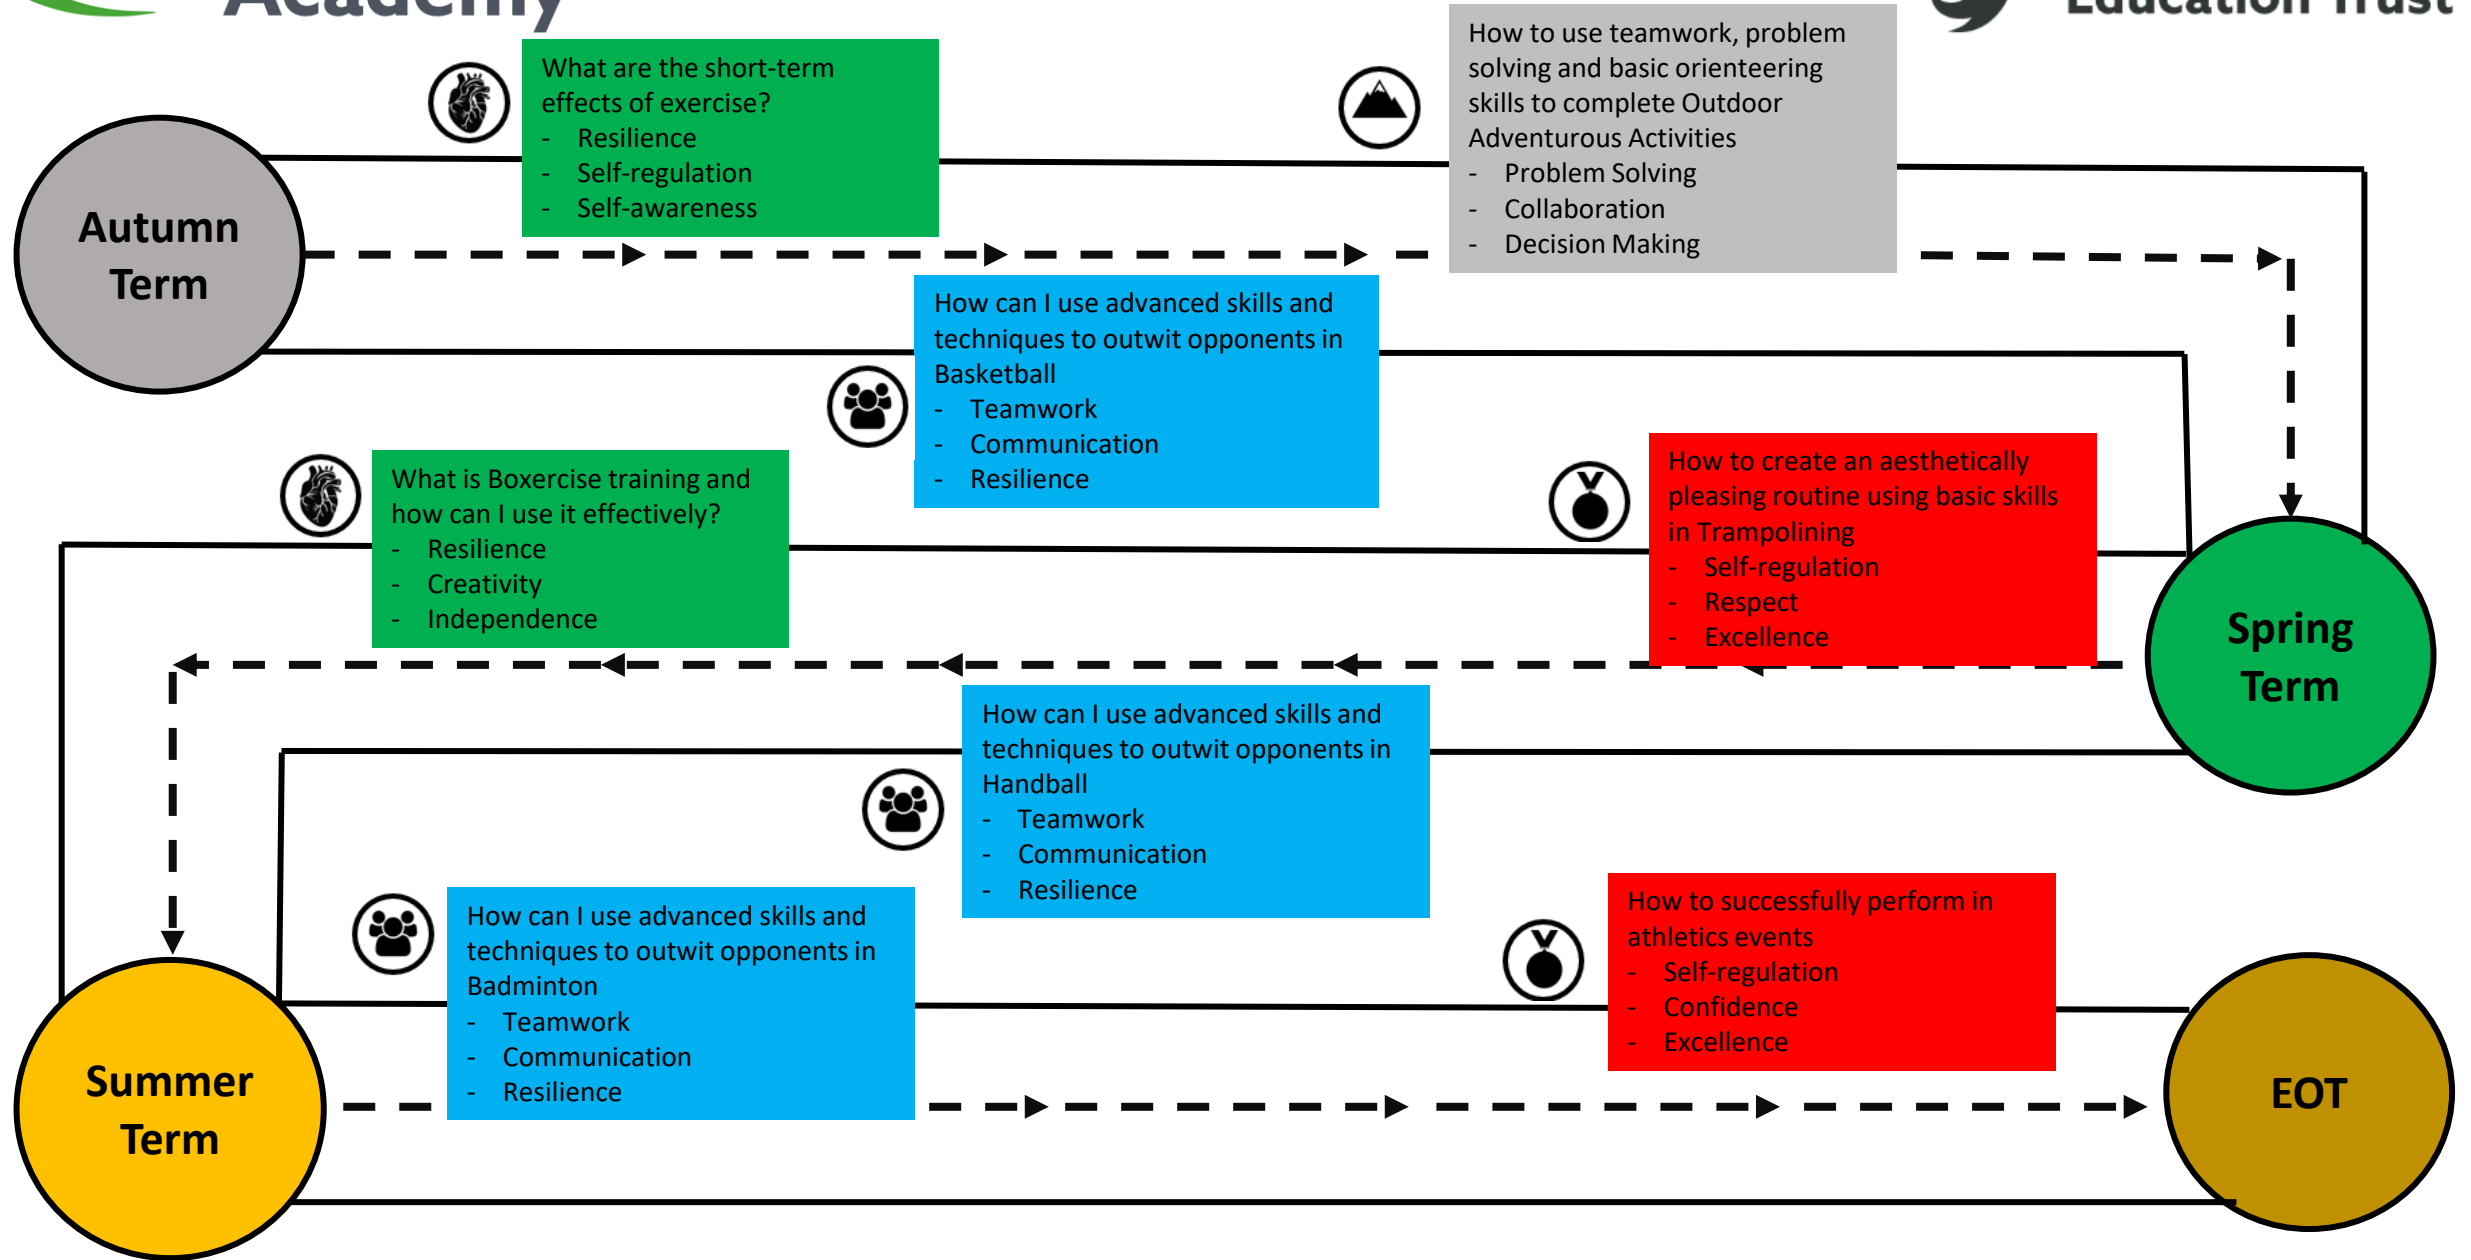 Academy
Education Trust
What are the short-term
effects of exercise?
- Resilience
- Self-regulation
- Self-awareness
How to use teamwork, problem
solving and basic orienteering
skills to complete Outdoor
Adventurous Activities
- Problem Solving
- Collaboration
- Decision Making
Autumn
Term
How can I use advanced skills and
techniques to outwit opponents in
Basketball
- Teamwork
- Communication
- Resilience
How to create an aesthetically
pleasing routine using basic skills
in Trampolining
- Self-regulation
- Respect
- Excellence
What is Boxercise training and
how can I use it effectively?
- Resilience
- Creativity
- Independence
Spring
Term
How can I use advanced skills and
techniques to outwit opponents in
Handball
- Teamwork
- Communication
- Resilience
How can I use advanced skills and
techniques to outwit opponents in
Badminton
- Teamwork
- Communication
- Resilience
How to successfully perform in
athletics events
- Self-regulation
- Confidence
- Excellence
Summer
Term
EOT